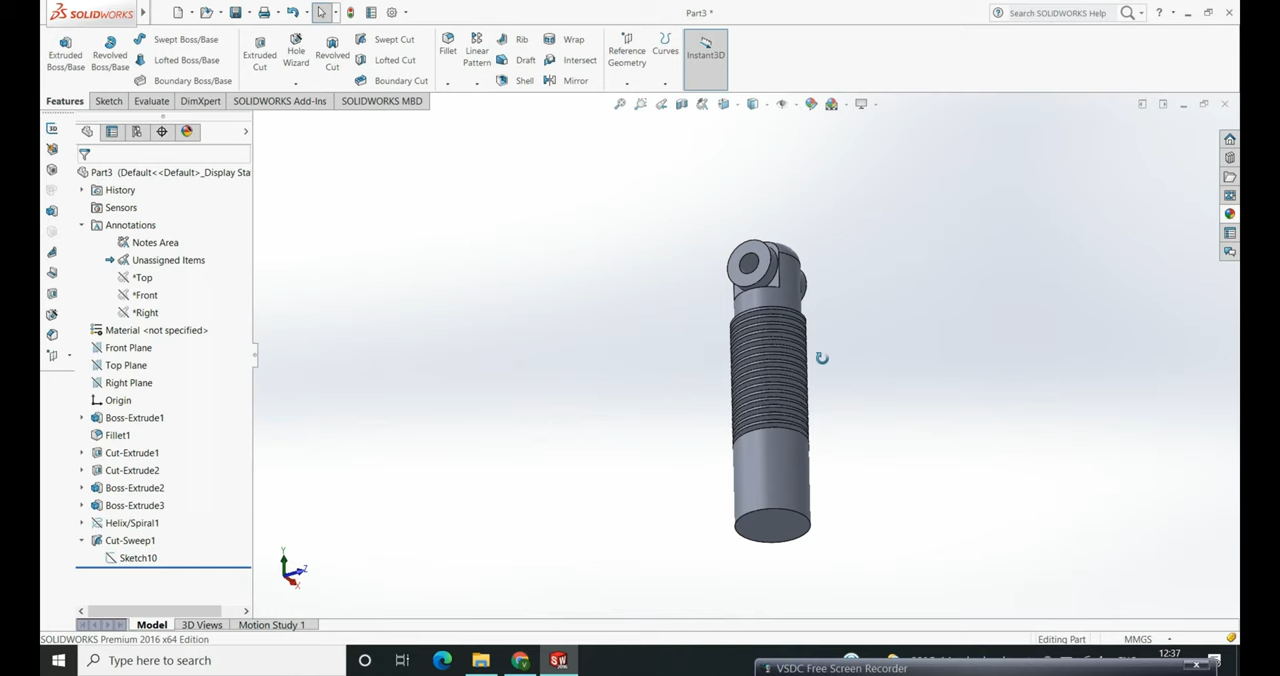 SOLIDWORKS
Part3 *
Search SOLIDWORKS Help
Extruded Boss/Base
Revolved Boss/Base
Swept Boss/Base
Lofted Boss/Base
Boundary Boss/Base
Extruded Cut
Hole Wizard
Revolved Cut
Swept Cut
Lofted Cut
Boundary Cut
Fillet
Linear Pattern
Rib
Draft
Shell
Wrap
Intersect
Mirror
Reference Geometry
Curves
Instant3D
Features Sketch Evaluate DimXpert SOLIDWORKS Add-Ins SOLIDWORKS MBD
Part3 (Default<<Default>_Display Sta
History
Sensors
Annotations
Notes Area
Unassigned Items
*Top
*Front
*Right
Material <not specified>
Front Plane
Top Plane
Right Plane
Origin
Boss-Extrude1
Fillet1
Cut-Extrude1
Cut-Extrude2
Boss-Extrude2
Boss-Extrude3
Helix/Spiral1
Cut-Sweep1
Sketch10
Y
Z
X
Model 3D Views Motion Study 1
SOLIDWORKS Premium 2016 x64 Edition
Editing Part MMGS
Type here to search
12:37
VSDC Free Screen Recorder